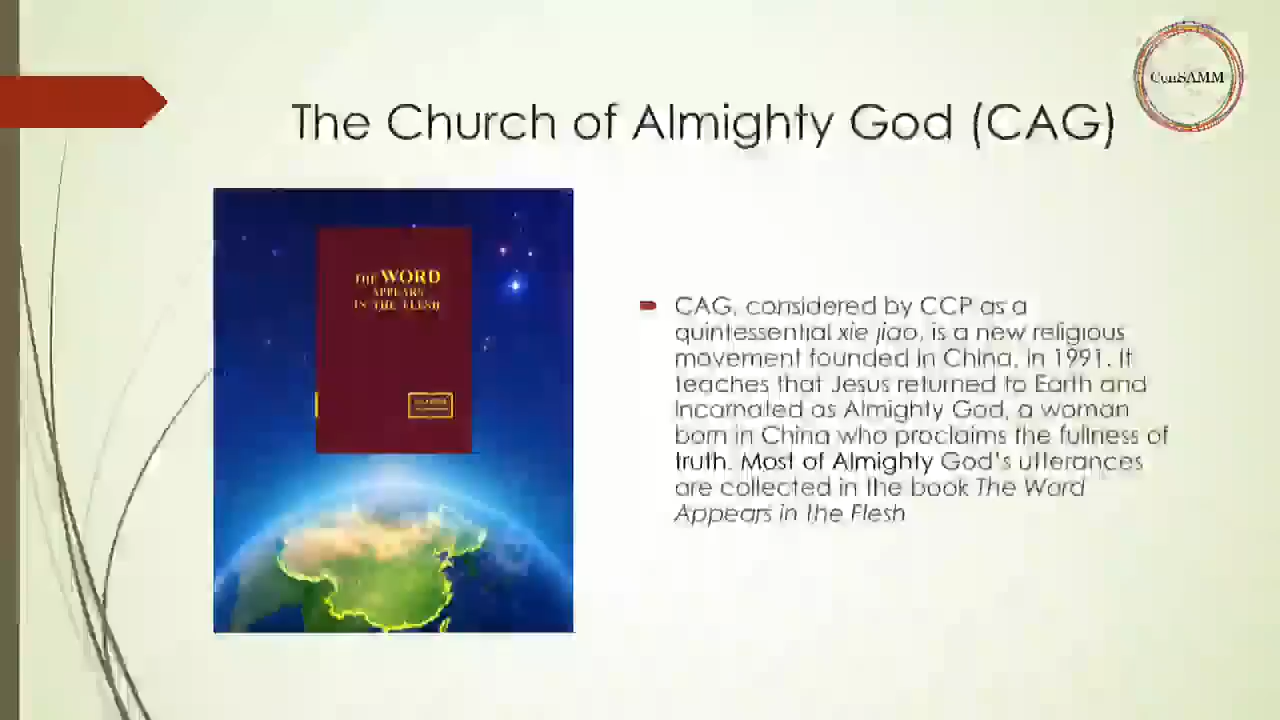 CenSAMM
The Church of Almighty God (CAG)
THE WORD
APPEARS
IN THE FLESH
CAG, considered by CCP as a
quintessential xie jiao, is a new religious
movement founded in China, in 1991. It
teaches that Jesus returned to Earth and
incarnated as Almighty God, a woman
born in China who proclaims the fullness of
truth. Most of Almighty God's utterances
are collected in the book The Word
Appears in the Flesh